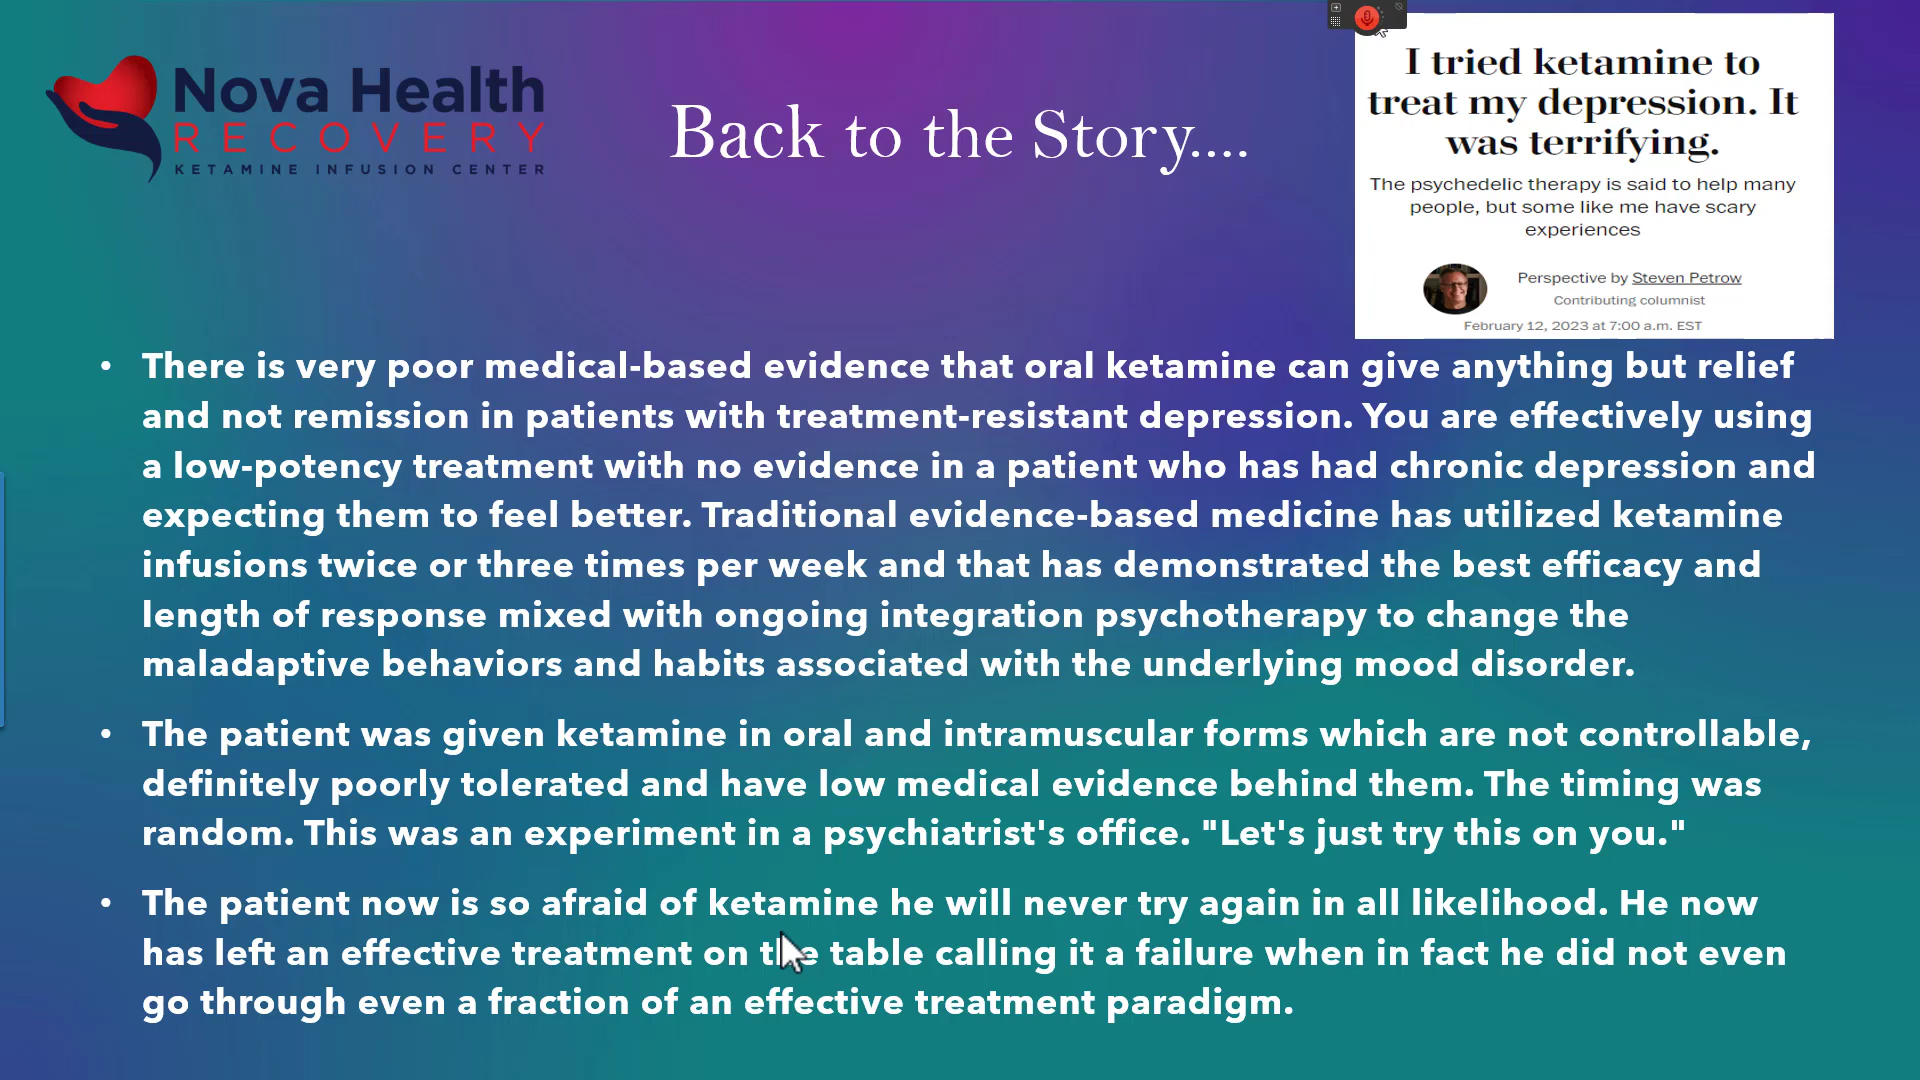 Nova Health
RECOVERY
KETAMINE INFUSION CENTER
Back to the Story....
I tried ketamine to
treat my depression. It
was terrifying.
The psychedelic therapy is said to help many
people, but some like me have scary
experiences
Perspective by Steven Petrow
Contributing columnist
February 12, 2023 at 7:00 a.m. EST
• There is very poor medical-based evidence that oral ketamine can give anything but relief
and not remission in patients with treatment-resistant depression. You are effectively using
a low-potency treatment with no evidence in a patient who has had chronic depression and
expecting them to feel better. Traditional evidence-based medicine has utilized ketamine
infusions twice or three times per week and that has demonstrated the best efficacy and
length of response mixed with ongoing integration psychotherapy to change the
maladaptive behaviors and habits associated with the underlying mood disorder.
• The patient was given ketamine in oral and intramuscular forms which are not controllable,
definitely poorly tolerated and have low medical evidence behind them. The timing was
random. This was an experiment in a psychiatrist's office. "Let's just try this on you."
• The patient now is so afraid of ketamine he will never try again in all likelihood. He now
has left an effective treatment on the table calling it a failure when in fact he did not even
go through even a fraction of an effective treatment paradigm.